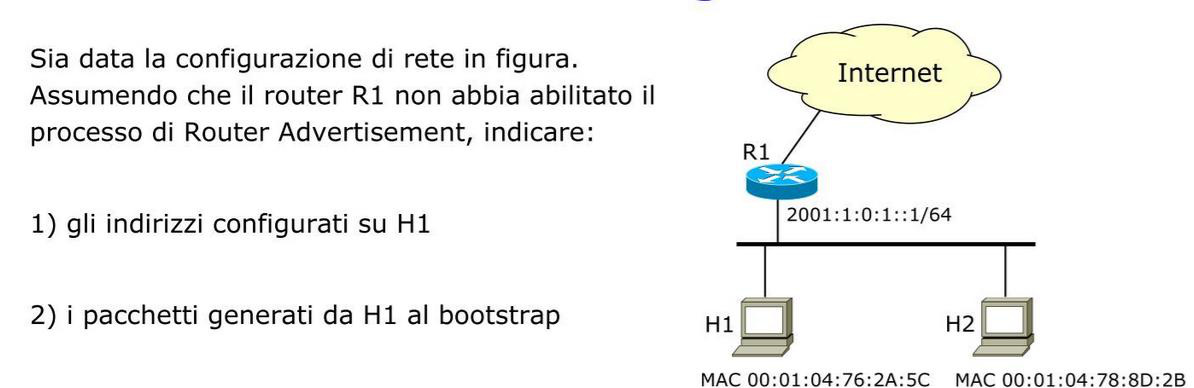 Sia data la configurazione di rete in figura.
Assumendo che il router R1 non abbia abilitato il
processo di Router Advertisement, indicare:
1) gli indirizzi configurati su H1
2) i pacchetti generati da H1 al bootstrap
Internet
R1
2001:1:0:1::1/64
H1
H2
MAC 00:01:04:76:2A:5C
MAC 00:01:04:78:8D:2B